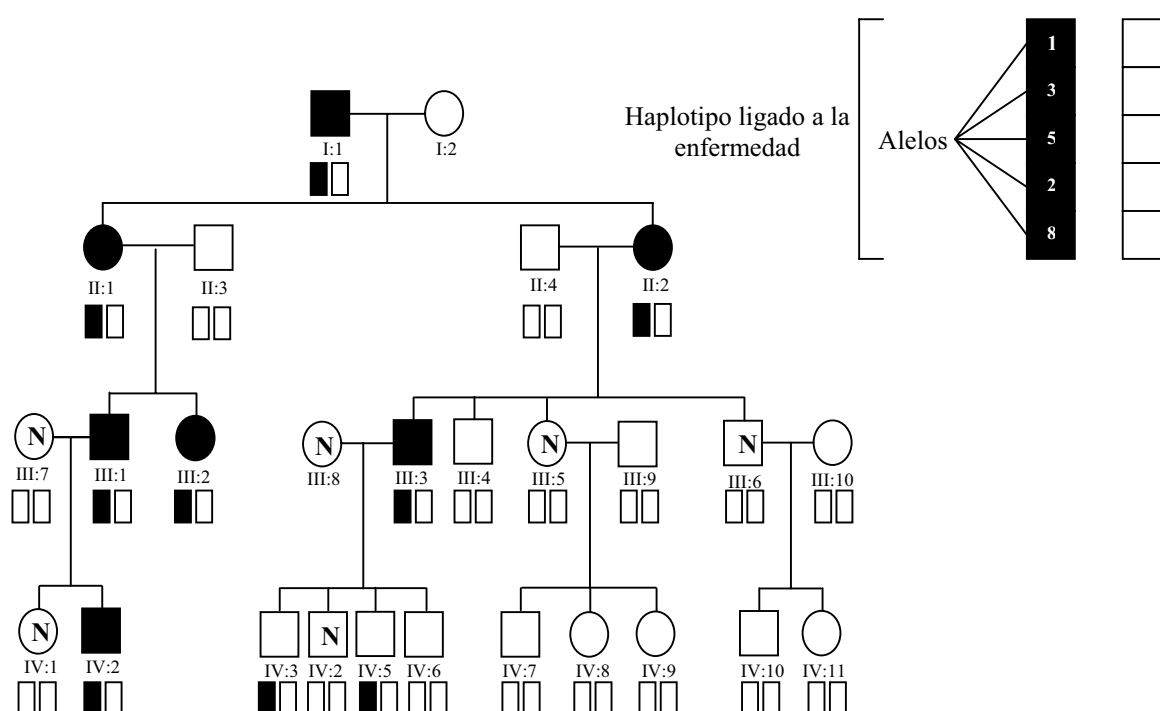 1
3
Haplotipo ligado a la
enfermedad
Alelos
5
2
8
I:1
I:2
II:1
II:3
II:4
II:2
N
N
N
N
III:7
III:1
III:2
III:8
III:3
III:4
III:5
III:9
III:6
III:10
N
N
IV:1
IV:2
IV:3
IV:2
IV:5
IV:6
IV:7
IV:8
IV:9
IV:10
IV:11